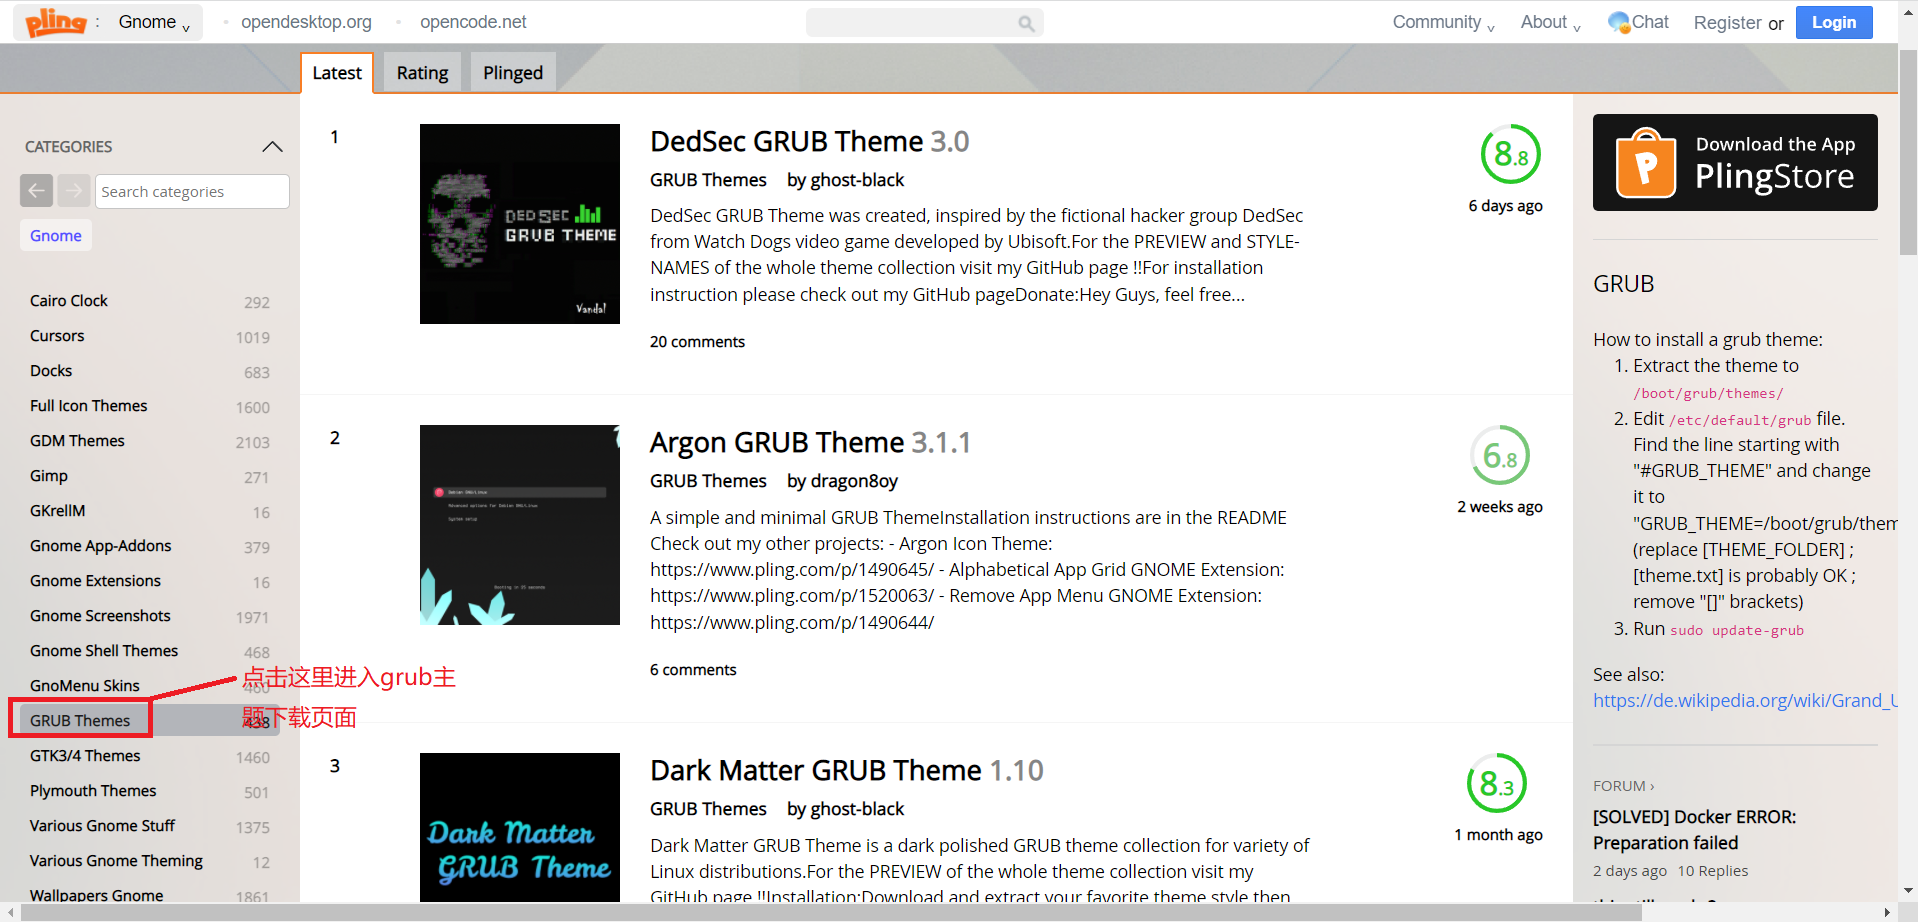 pling : Gnome
opendesktop.org
opencode.net
Community
About
Chat
Register or
Login
Latest
Rating
Plinged
CATEGORIES
Search categories
Gnome
Cairo Clock 292
Cursors 1019
Docks 683
Full Icon Themes 1600
GDM Themes 2103
Gimp 271
GKrellM 16
Gnome App-Addons 379
Gnome Extensions 16
Gnome Screenshots 1971
Gnome Shell Themes 468
GnoMenu Skins 460
GRUB Themes 438
GTK3/4 Themes 1460
Plymouth Themes 501
Various Gnome Stuff 1375
Various Gnome Theming 12
Wallpapers Gnome 1861
点击这里进入grub主
题下载页面
1
DEDSEC
GRUB THEME
Vandal
DedSec GRUB Theme 3.0
GRUB Themes by ghost-black
DedSec GRUB Theme was created, inspired by the fictional hacker group DedSec
from Watch Dogs video game developed by Ubisoft.For the PREVIEW and STYLE-
NAMES of the whole theme collection visit my GitHub page !!For installation
instruction please check out my GitHub pageDonate:Hey Guys, feel free...
20 comments
8.8
6 days ago
2
Debian GNU/Linux
Advanced options for Debian GNU/Linux
System setup
Booting in 25 seconds
Argon GRUB Theme 3.1.1
GRUB Themes by dragon8oy
A simple and minimal GRUB ThemeInstallation instructions are in the README
Check out my other projects: - Argon Icon Theme:
https://www.pling.com/p/1490645/ - Alphabetical App Grid GNOME Extension:
https://www.pling.com/p/1520063/ - Remove App Menu GNOME Extension:
https://www.pling.com/p/1490644/
6 comments
6.8
2 weeks ago
3
Dark Matter
GRUB Theme
Dark Matter GRUB Theme 1.10
GRUB Themes by ghost-black
Dark Matter GRUB Theme is a dark polished GRUB theme collection for variety of
Linux distributions.For the PREVIEW of the whole theme collection visit my
GitHub page !!Installation:Download and extract your favorite theme style then
8.3
1 month ago
Download the App
PlingStore
GRUB
How to install a grub theme:
1. Extract the theme to
/boot/grub/themes/
2. Edit /etc/default/grub file.
Find the line starting with
"#GRUB_THEME" and change
it to
"GRUB_THEME=/boot/grub/them
(replace [THEME_FOLDER] ;
[theme.txt] is probably OK ;
remove "[]" brackets)
3. Run sudo update-grub
See also:
https://de.wikipedia.org/wiki/Grand_U
FORUM ›
[SOLVED] Docker ERROR:
Preparation failed
2 days ago 10 Replies